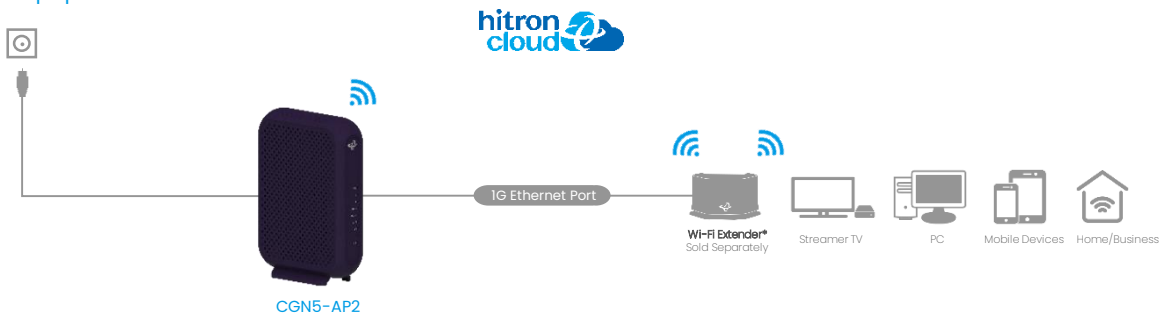 hitron
cloud
1G Ethernet Port
Wi-Fi Extender*
Sold Separately
Streamer TV
PC
Mobile Devices
Home/Business
CGN5-AP2